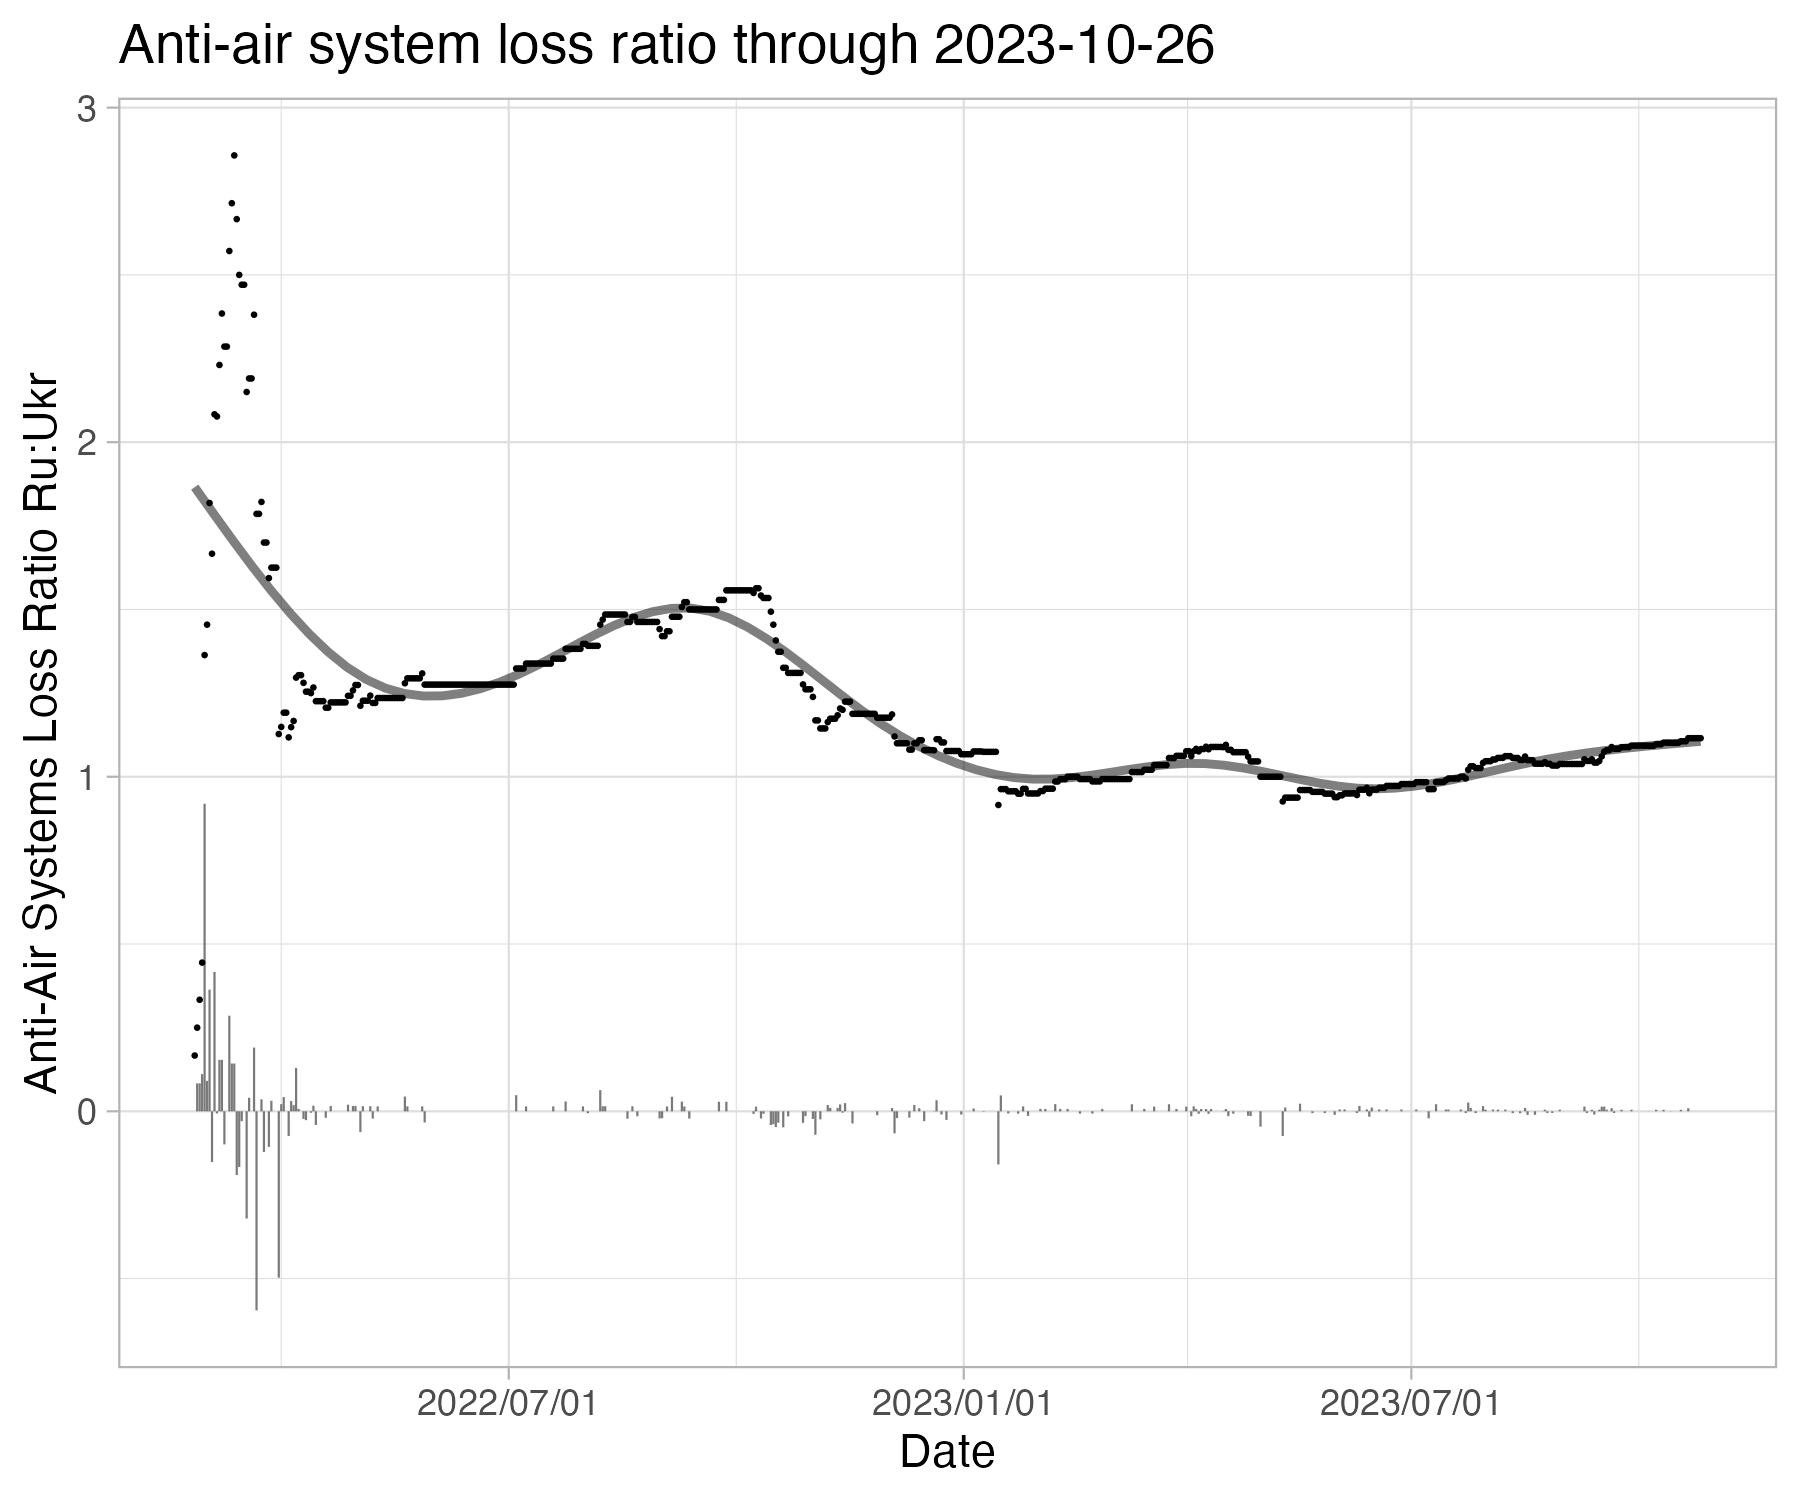 Anti-air system loss ratio through 2023-10-26
Anti-Air Systems Loss Ratio Ru:Ukr
3
2
1
0
2022/07/01
2023/01/01
2023/07/01
Date